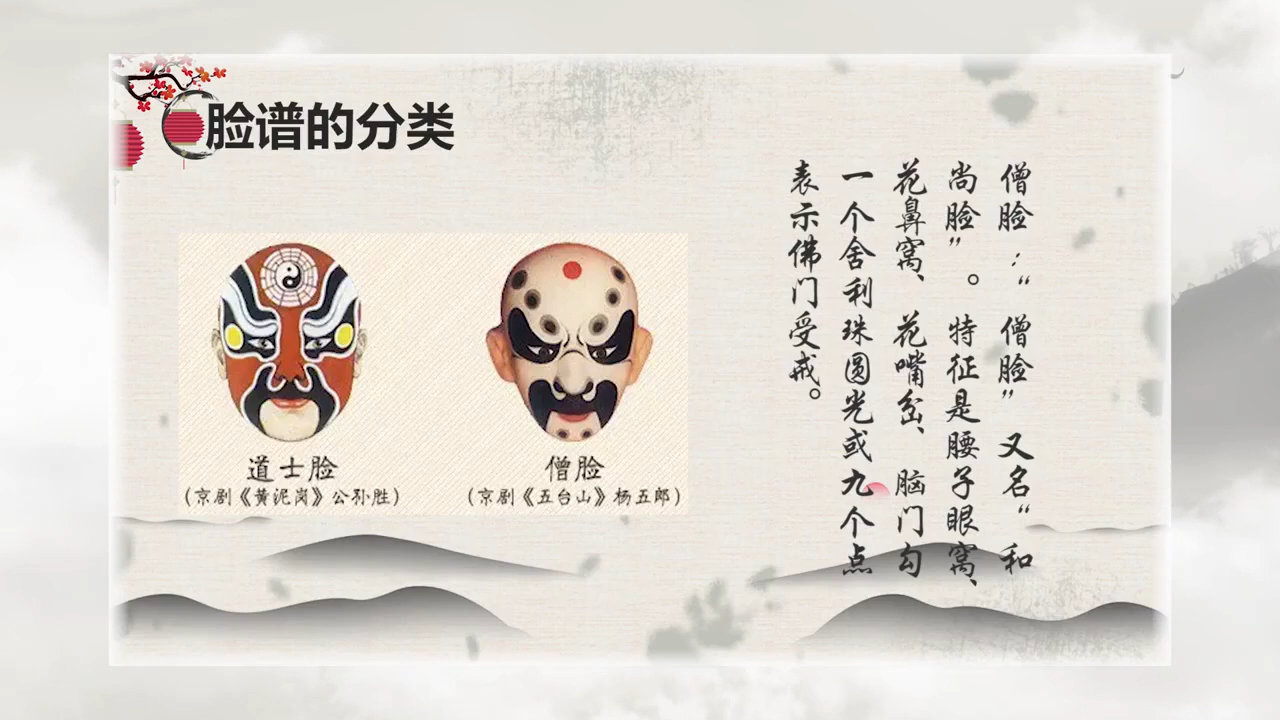 脸谱的分类
僧脸：“僧脸”又名“和
尚脸”。特征是腰子眼窝、
花鼻窝、花嘴岔、脑门勾
一个舍利珠圆光或九个点
表示佛门受戒。
道士脸
（京剧《黄泥岗》公孙胜）
僧脸
（京剧《五台山》杨五郎）